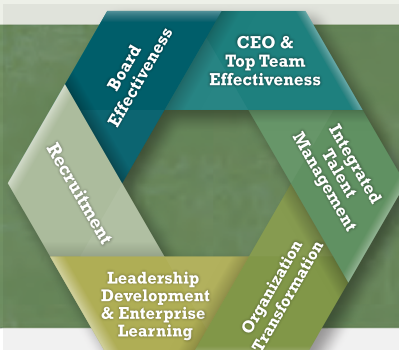 Board
Effectiveness
CEO &
Top Team
Effectiveness
Integrated
Talent
Management
Organization
Transformation
Leadership
Development
& Enterprise
Learning
Recruitment